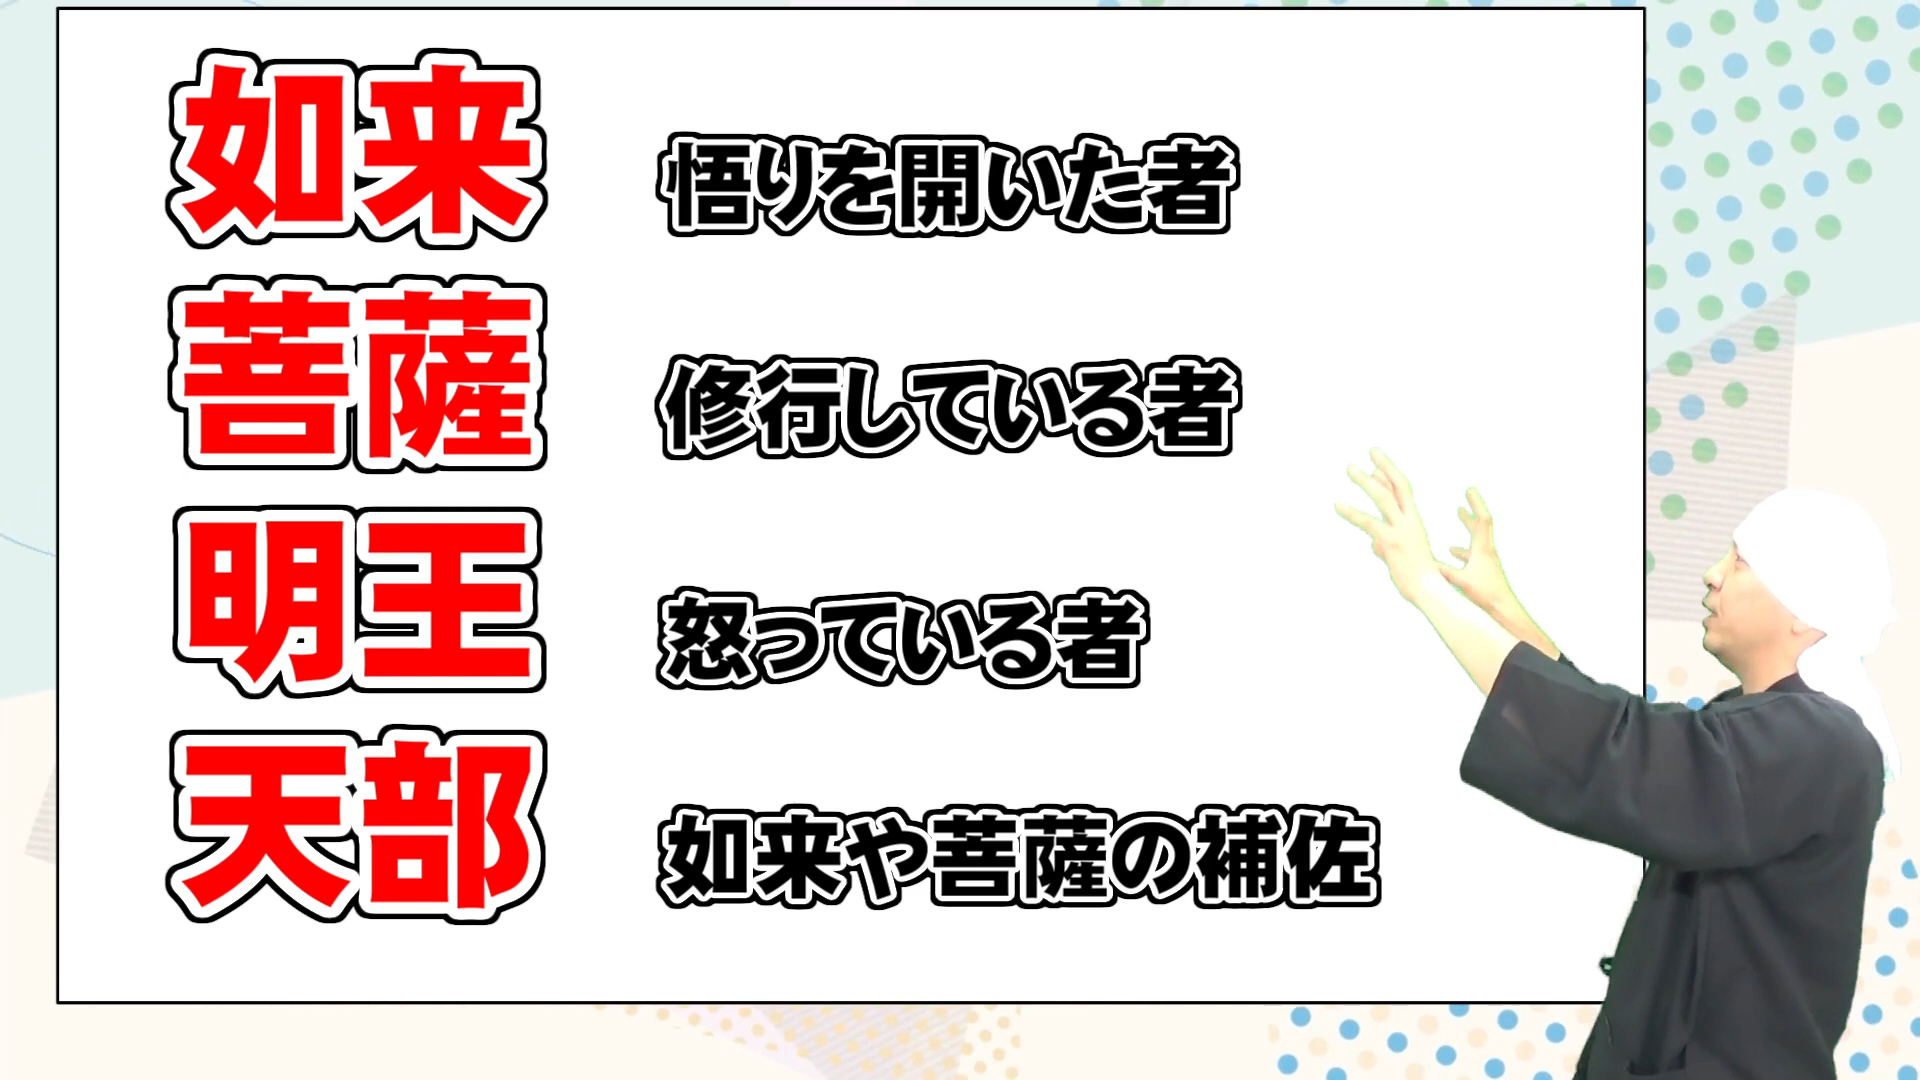 如来 悟りを開いた者
菩薩 修行している者
明王 怒っている者
天部 如来や菩薩の補佐